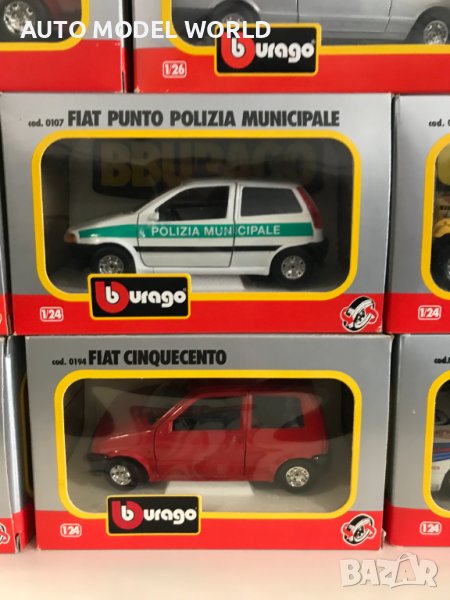 AUTO MODEL WORLD
Burago
1/26
cod. 0107 FIAT PUNTO POLIZIA MUNICIPALE
BBURAGO
POLIZIA MUNICIPALE
Burago
1/24
1/24
cod. 0194 FIAT CINQUECENTO
Burago
1/24
1/24
BAZAR